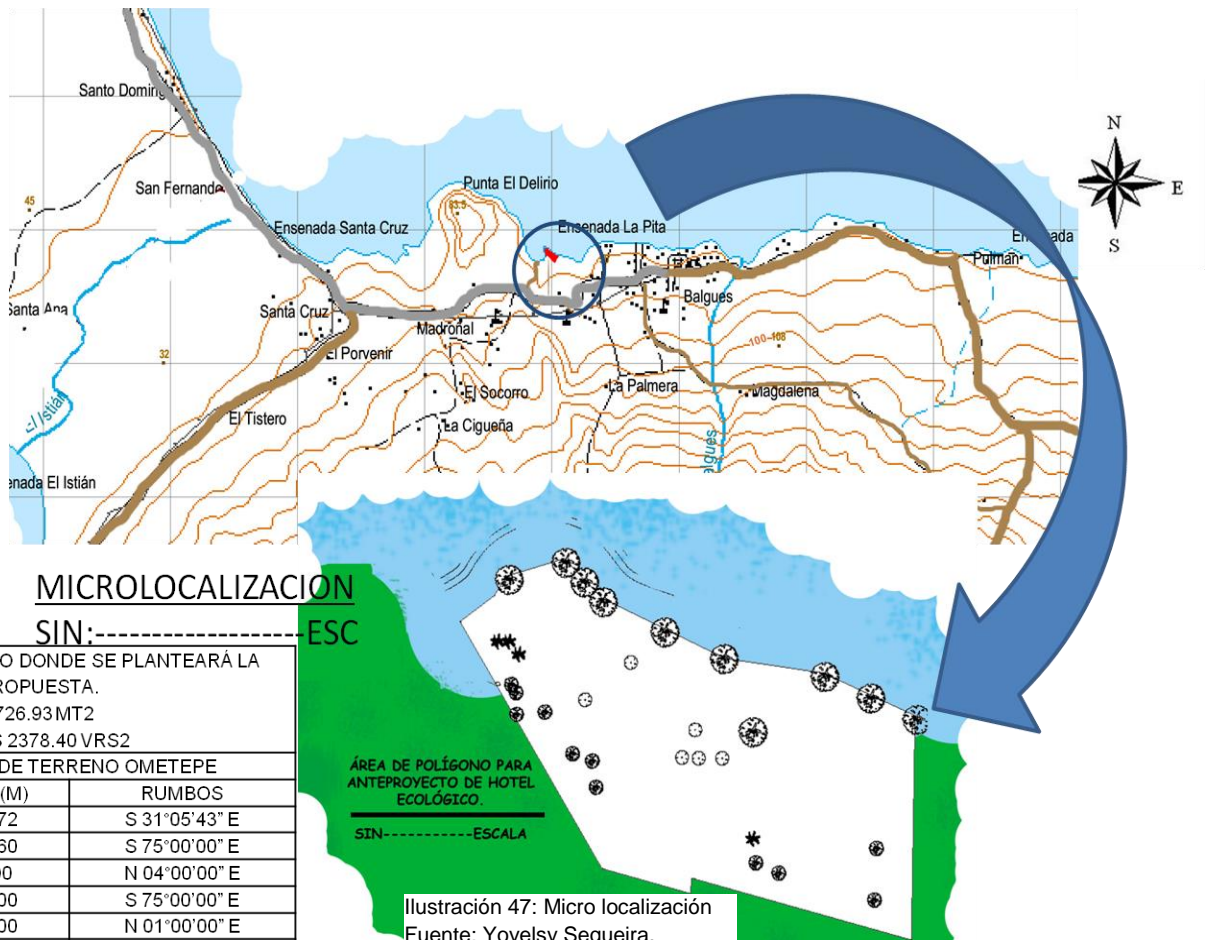 Santo Domingo
San Fernando
45
Punta El Delirio
83.5
Ensenada Santa Cruz
Ensenada La Pita
Pulman
N
E
S
Santa Ana
Santa Cruz
Madroñal
Balgues
El Porvenir
32
100
108
El Socorro
La Palmera
Magdalena
El Tistero
La Cigueña
El Istián
Ensenada El Istián
MICROLOCALIZACION
SIN:------------------ESC
O DONDE SE PLANTEARÁ LA
ROPUESTA.
726.93 MT2
S 2378.40 VRS2
DE TERRENO OMETEPE
(M) RUMBOS
72 S 31°05'43" E
60 S 75°00'00" E
00 N 04°00'00" E
00 S 75°00'00" E
00 N 01°00'00" E
ÁREA DE POLÍGONO PARA
ANTEPROYECTO DE HOTEL
ECOLÓGICO.
SIN-----------ESCALA
Ilustración 47: Micro localización
Fuente: Yovelsy Sequeira.